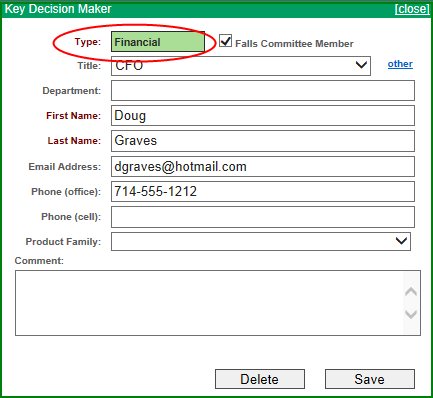 Key Decision Maker [close]
Type: Financial Falls Committee Member
Title: CFO other
Department:
First Name: Doug
Last Name: Graves
Email Address: dgraves@hotmail.com
Phone (office): 714-555-1212
Phone (cell):
Product Family:
Comment:
Delete Save